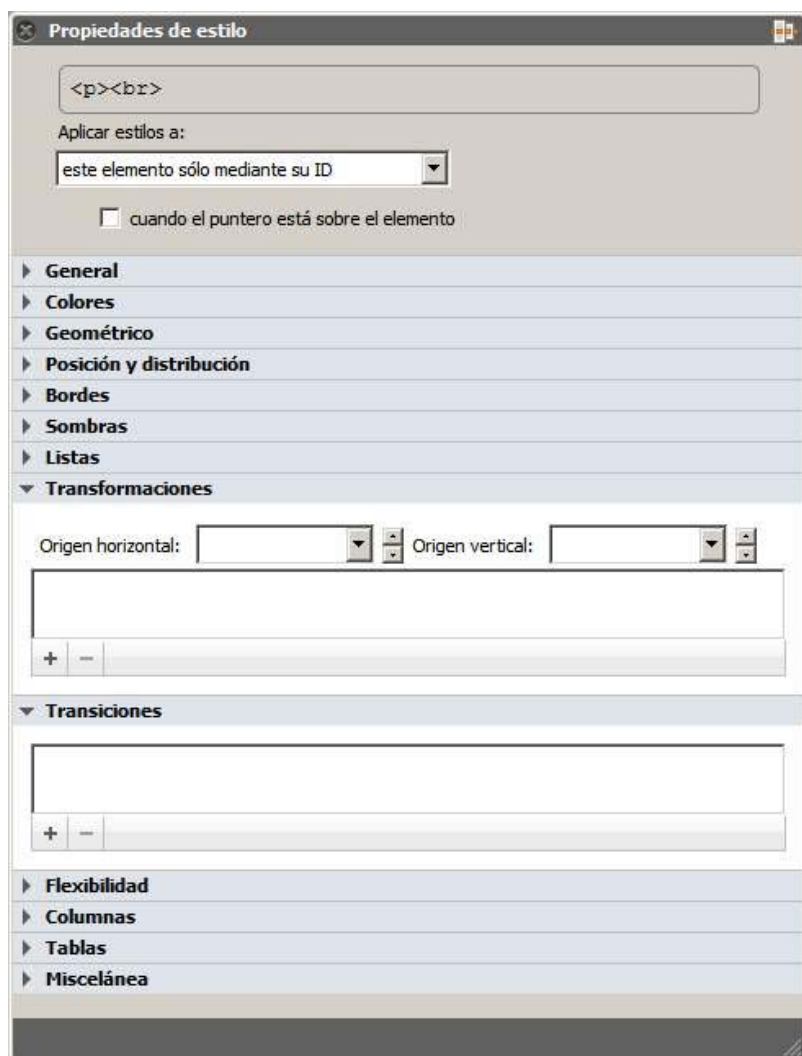 Propiedades de estilo
<p><br>
Aplicar estilos a:
este elemento sólo mediante su ID
cuando el puntero está sobre el elemento
General
Colores
Geométrico
Posición y distribución
Bordes
Sombras
Listas
Transformaciones
Origen horizontal: Origen vertical:
+ −
Transiciones
+ −
Flexibilidad
Columnas
Tablas
Miscelánea